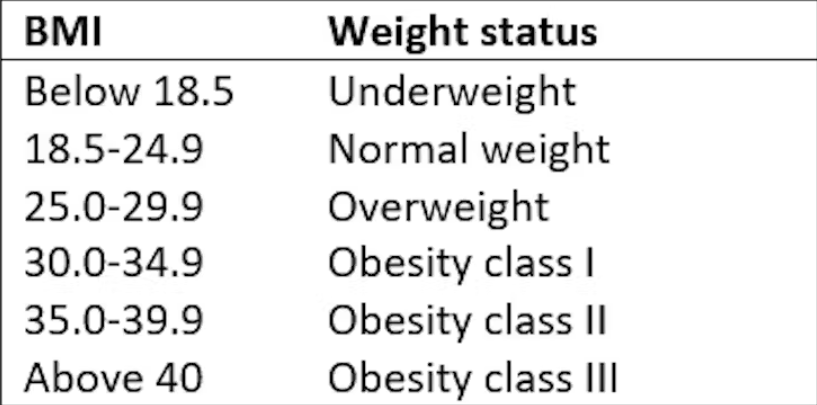 BMI Weight status
Below 18.5 Underweight
18.5-24.9 Normal weight
25.0-29.9 Overweight
30.0-34.9 Obesity class I
35.0-39.9 Obesity class II
Above 40 Obesity class III